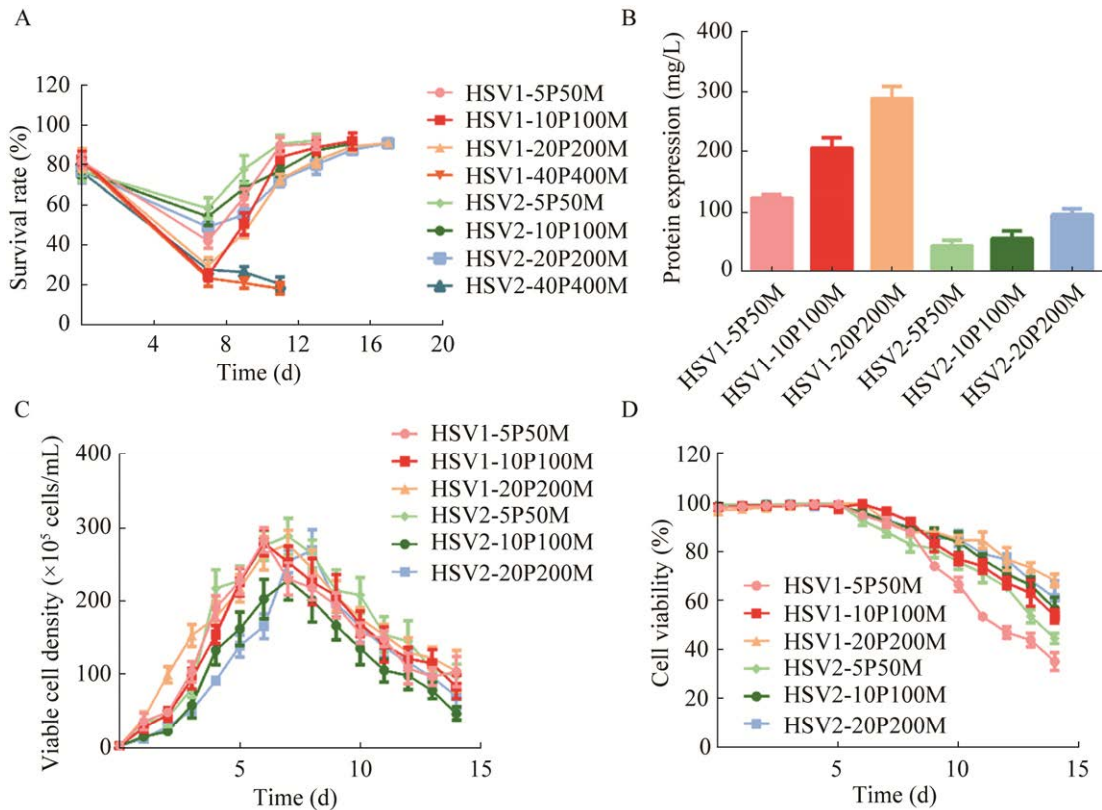 A
Survival rate (%)
120
100
80
60
40
20
0
4
8
12
16
20
Time (d)
HSV1-5P50M
HSV1-10P100M
HSV1-20P200M
HSV1-40P400M
HSV2-5P50M
HSV2-10P100M
HSV2-20P200M
HSV2-40P400M
B
Protein expression (mg/L)
400
300
200
100
0
HSV1-5P50M
HSV1-10P100M
HSV1-20P200M
HSV2-5P50M
HSV2-10P100M
HSV2-20P200M
C
Viable cell density (×10⁵ cells/mL)
400
300
200
100
0
5
10
15
Time (d)
HSV1-5P50M
HSV1-10P100M
HSV1-20P200M
HSV2-5P50M
HSV2-10P100M
HSV2-20P200M
D
Cell viability (%)
120
100
80
60
40
20
0
5
10
15
Time (d)
HSV1-5P50M
HSV1-10P100M
HSV1-20P200M
HSV2-5P50M
HSV2-10P100M
HSV2-20P200M